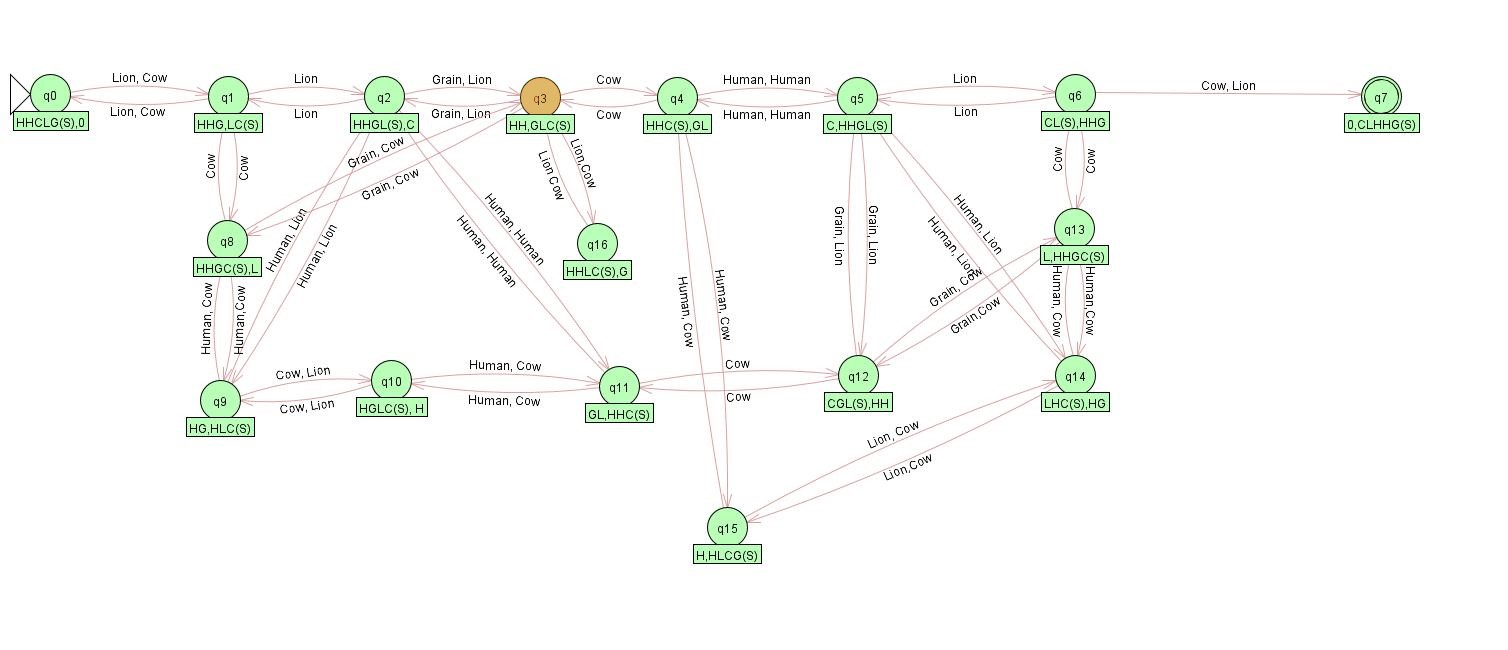 q0
HHCLG(S),0
Lion, Cow
Lion, Cow
q1
HHG,LC(S)
Lion
Lion
q2
HHGL(S),C
Grain, Lion
Grain, Lion
q3
HH,GLC(S)
Cow
Cow
q4
HHC(S),GL
Human, Human
Human, Human
q5
C,HHGL(S)
Lion
Lion
q6
CL(S),HHG
Cow, Lion
q7
0,CLHHG(S)
Cow
Cow
Grain, Cow
Grain, Cow
Lion Cow
Lion,Cow
Cow
Cow
q8
HHGC(S),L
Human, Lion
Human, Lion
Human, Human
Human, Human
q16
HHLC(S),G
Grain, Lion
Grain, Lion
Human, Lion
Human, Lion
q13
L,HHGC(S)
Human, Cow
Human,Cow
Human, Cow
Human, Cow
Grain, Cow
Grain,Cow
Human, Cow
Human,Cow
q9
HG,HLC(S)
Cow, Lion
Cow, Lion
q10
HGLC(S), H
Human, Cow
Human, Cow
q11
GL,HHC(S)
Cow
Cow
q12
CGL(S),HH
q14
LHC(S),HG
Lion, Cow
Lion,Cow
q15
H,HLCG(S)